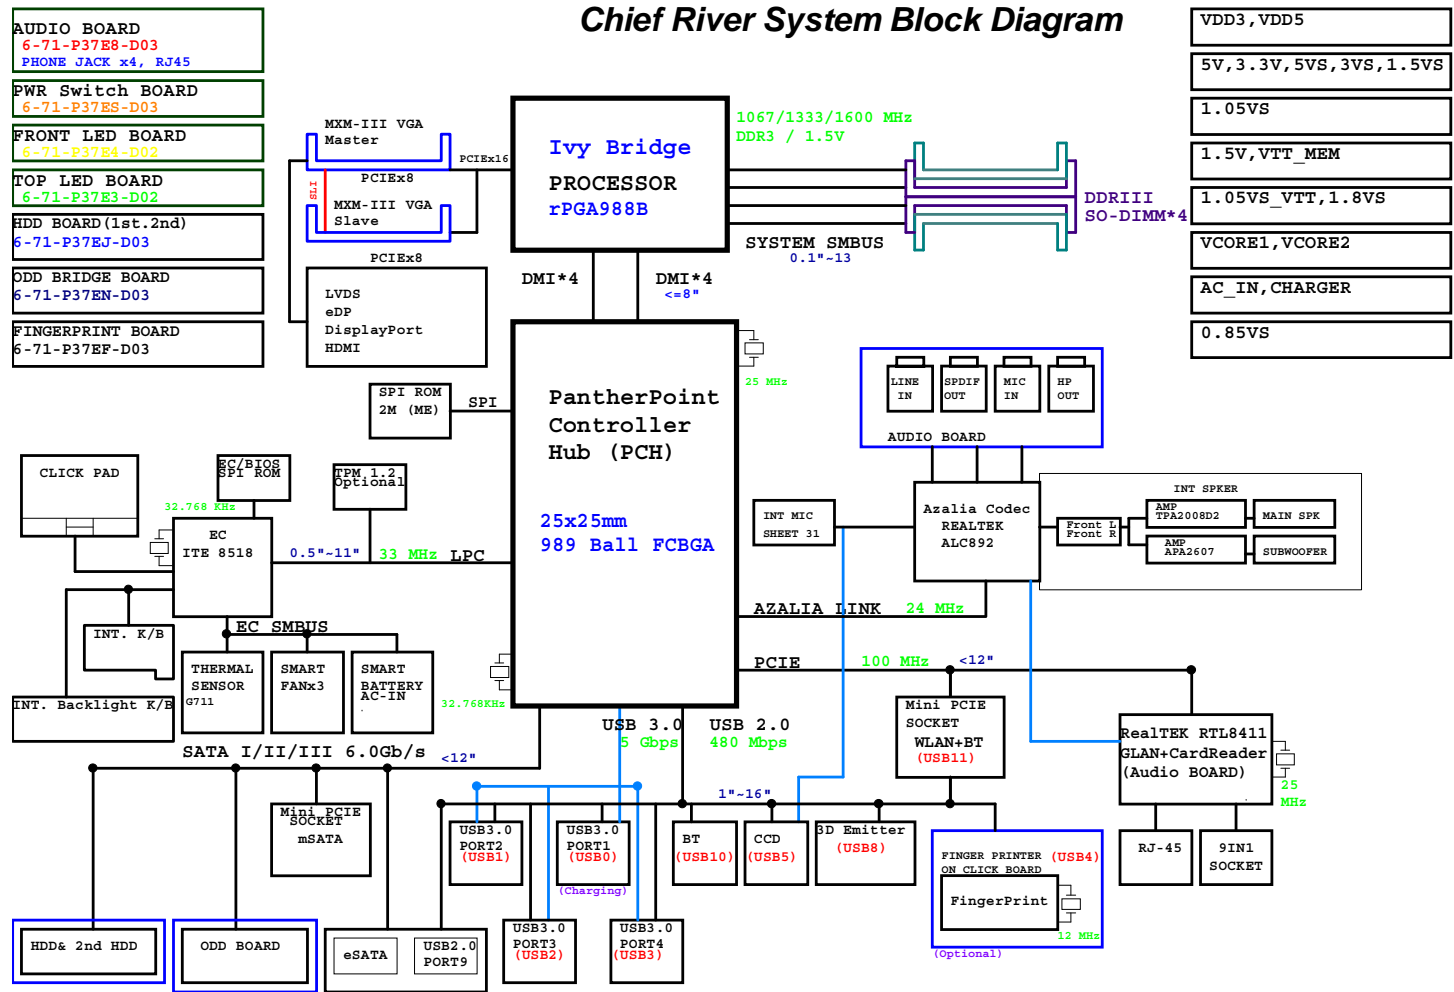 Chief River System Block Diagram
AUDIO BOARD
6-71-P37E8-D03
PHONE JACK x4, RJ45
PWR Switch BOARD
6-71-P37ES-D03
FRONT LED BOARD
6-71-P37E4-D02
TOP LED BOARD
6-71-P37E3-D02
HDD BOARD(1st.2nd)
6-71-P37EJ-D03
ODD BRIDGE BOARD
6-71-P37EN-D03
FINGERPRINT BOARD
6-71-P37EF-D03
VDD3,VDD5
5V,3.3V,5VS,3VS,1.5VS
1.05VS
1.5V,VTT_MEM
1.05VS_VTT,1.8VS
VCORE1,VCORE2
AC_IN,CHARGER
0.85VS
MXM-III VGA
Master
PCIEx16
PCIEx8
SLI
MXM-III VGA
Slave
PCIEx8
LVDS
eDP
DisplayPort
HDMI
Ivy Bridge
PROCESSOR
rPGA988B
1067/1333/1600 MHz
DDR3 / 1.5V
DDRIII
SO-DIMM*4
SYSTEM SMBUS
0.1"~13
DMI*4
DMI*4
<=8"
25 MHz
PantherPoint
Controller
Hub (PCH)
25x25mm
989 Ball FCBGA
SPI ROM
2M (ME)
SPI
CLICK PAD
EC/BIOS
SPI ROM
TPM 1.2
Optional
32.768 KHz
EC
ITE 8518
0.5"~11"
33 MHz
LPC
INT. K/B
INT. Backlight K/B
EC SMBUS
THERMAL
SENSOR
G711
SMART
FANx3
SMART
BATTERY
AC-IN
32.768KHz
LINE
IN
SPDIF
OUT
MIC
IN
HP
OUT
AUDIO BOARD
INT MIC
SHEET 31
Azalia Codec
REALTEK
ALC892
INT SPKER
Front L
Front R
AMP
TPA2008D2
MAIN SPK
AMP
APA2607
SUBWOOFER
AZALIA LINK
24 MHz
PCIE
100 MHz
<12"
USB 3.0
5 Gbps
USB 2.0
480 Mbps
Mini PCIE
SOCKET
WLAN+BT
(USB11)
RealTEK RTL8411
GLAN+CardReader
(Audio BOARD)
25
MHz
RJ-45
9IN1
SOCKET
SATA I/II/III 6.0Gb/s
<12"
Mini PCIE
SOCKET
mSATA
1"~16"
USB3.0
PORT2
(USB1)
USB3.0
PORT1
(USB0)
(Charging)
BT
(USB10)
CCD
(USB5)
3D Emitter
(USB8)
FINGER PRINTER (USB4)
ON CLICK BOARD
FingerPrint
12 MHz
(Optional)
HDD& 2nd HDD
ODD BOARD
eSATA
USB2.0
PORT9
USB3.0
PORT3
(USB2)
USB3.0
PORT4
(USB3)